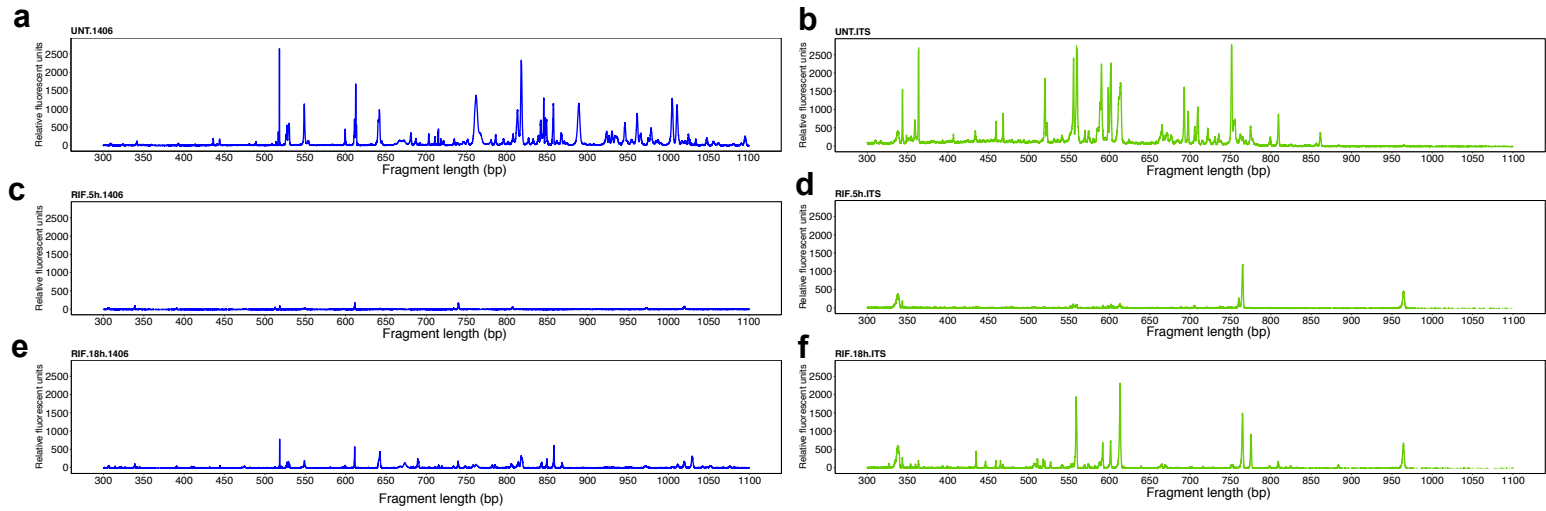 a
UNT.1406
Relative fluorescent units
2500
2000
1500
1000
500
0
300 350 400 450 500 550 600 650 700 750 800 850 900 950 1000 1050 1100
Fragment length (bp)
b
UNT.ITS
Relative fluorescent units
2500
2000
1500
1000
500
0
300 350 400 450 500 550 600 650 700 750 800 850 900 950 1000 1050 1100
Fragment length (bp)
c
RIF.5h.1406
Relative fluorescent units
2500
2000
1500
1000
500
0
300 350 400 450 500 550 600 650 700 750 800 850 900 950 1000 1050 1100
Fragment length (bp)
d
RIF.5h.ITS
Relative fluorescent units
2500
2000
1500
1000
500
0
300 350 400 450 500 550 600 650 700 750 800 850 900 950 1000 1050 1100
Fragment length (bp)
e
RIF.18h.1406
Relative fluorescent units
2500
2000
1500
1000
500
0
300 350 400 450 500 550 600 650 700 750 800 850 900 950 1000 1050 1100
Fragment length (bp)
f
RIF.18h.ITS
Relative fluorescent units
2500
2000
1500
1000
500
0
300 350 400 450 500 550 600 650 700 750 800 850 900 950 1000 1050 1100
Fragment length (bp)